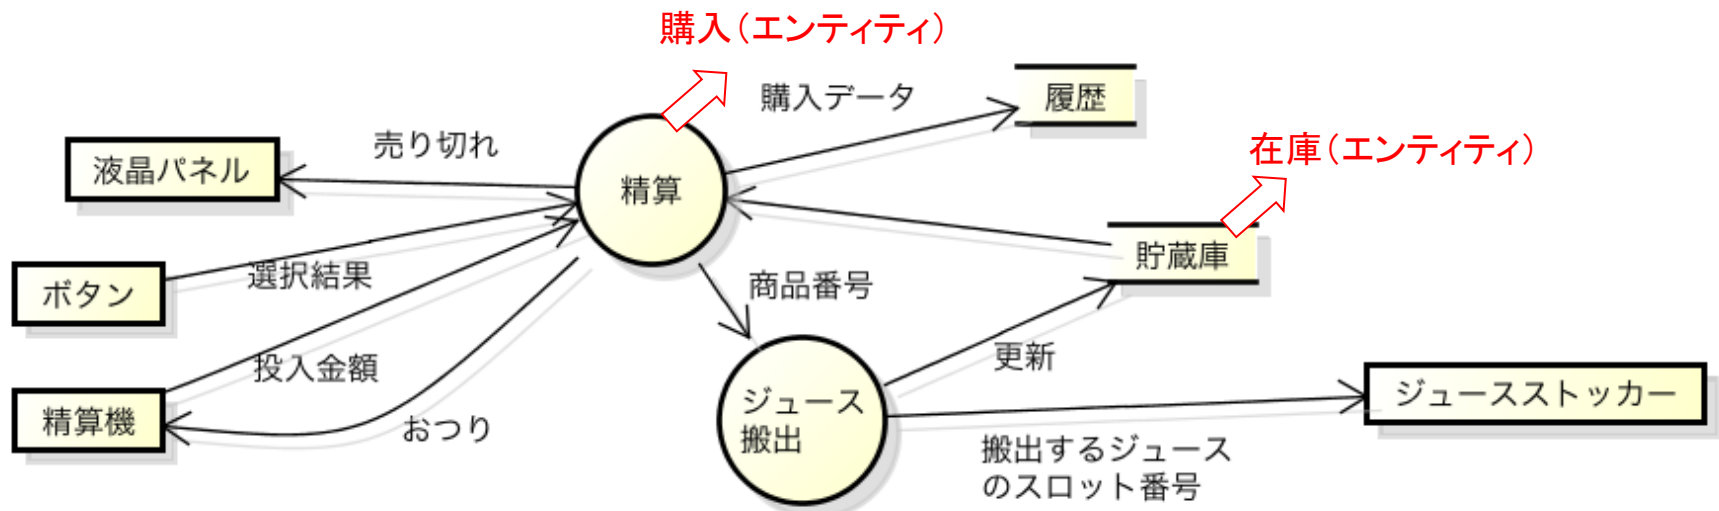 購入(エンティティ)
購入データ
履歴
売り切れ
在庫(エンティティ)
液晶パネル
精算
貯蔵庫
ボタン
選択結果
商品番号
投入金額
更新
精算機
おつり
ジュース
搬出
ジュースストッカー
搬出するジュース
のスロット番号